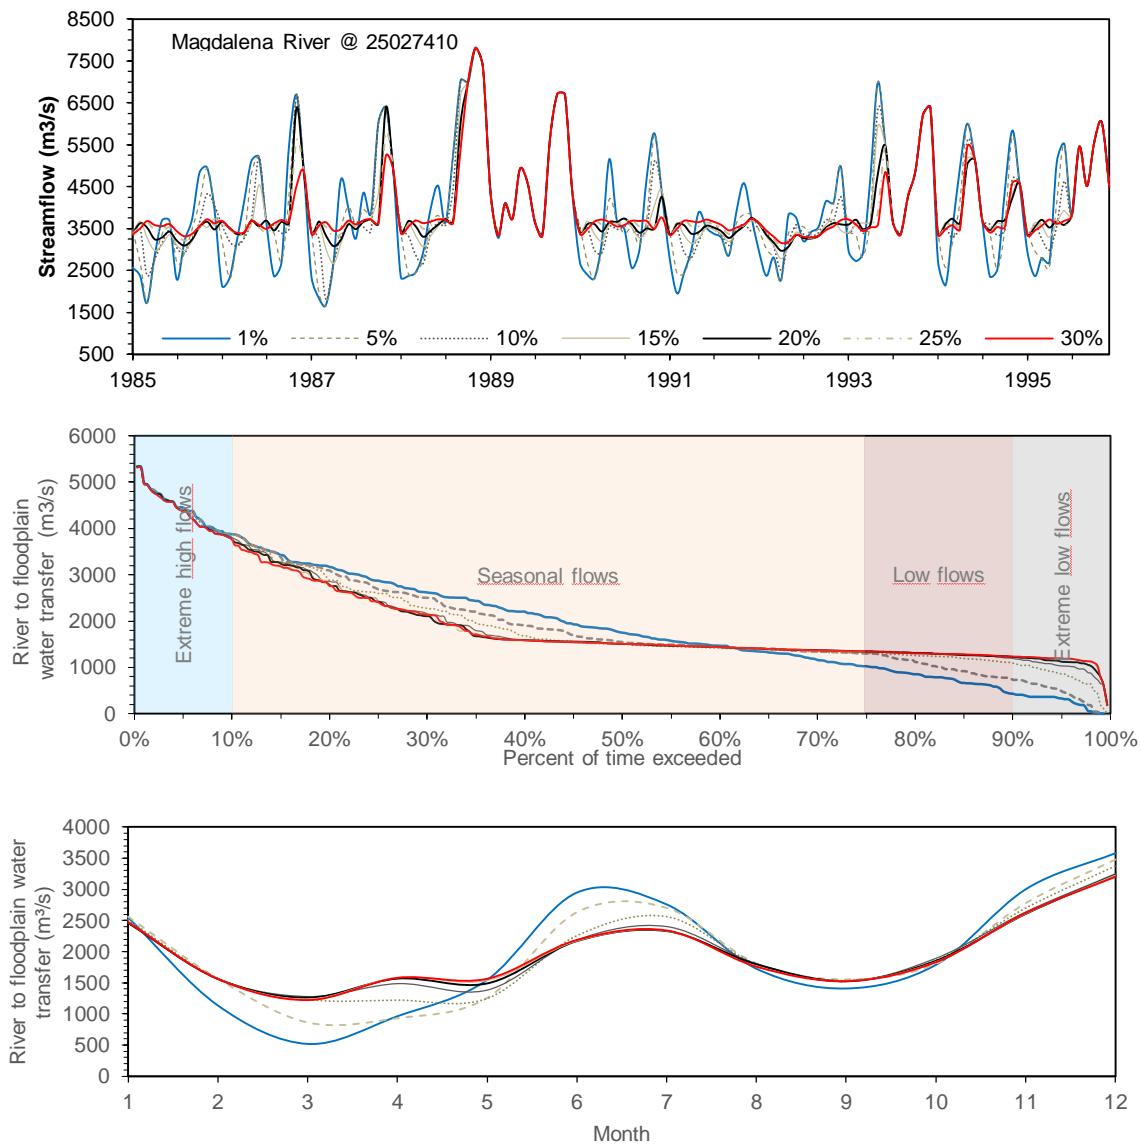 Magdalena River @ 25027410
Streamflow (m3/s)
8500
7500
6500
5500
4500
3500
2500
1500
500
1% 5% 10% 15% 20% 25% 30%
1985 1987 1989 1991 1993 1995
River to floodplain
water transfer (m3/s)
6000
5000
4000
3000
2000
1000
0
Extreme high flows
Seasonal flows
Low flows
Extreme low flows
0% 10% 20% 30% 40% 50% 60% 70% 80% 90% 100%
Percent of time exceeded
River to floodplain water
transfer (m³/s)
4000
3500
3000
2500
2000
1500
1000
500
0
1 2 3 4 5 6 7 8 9 10 11 12
Month